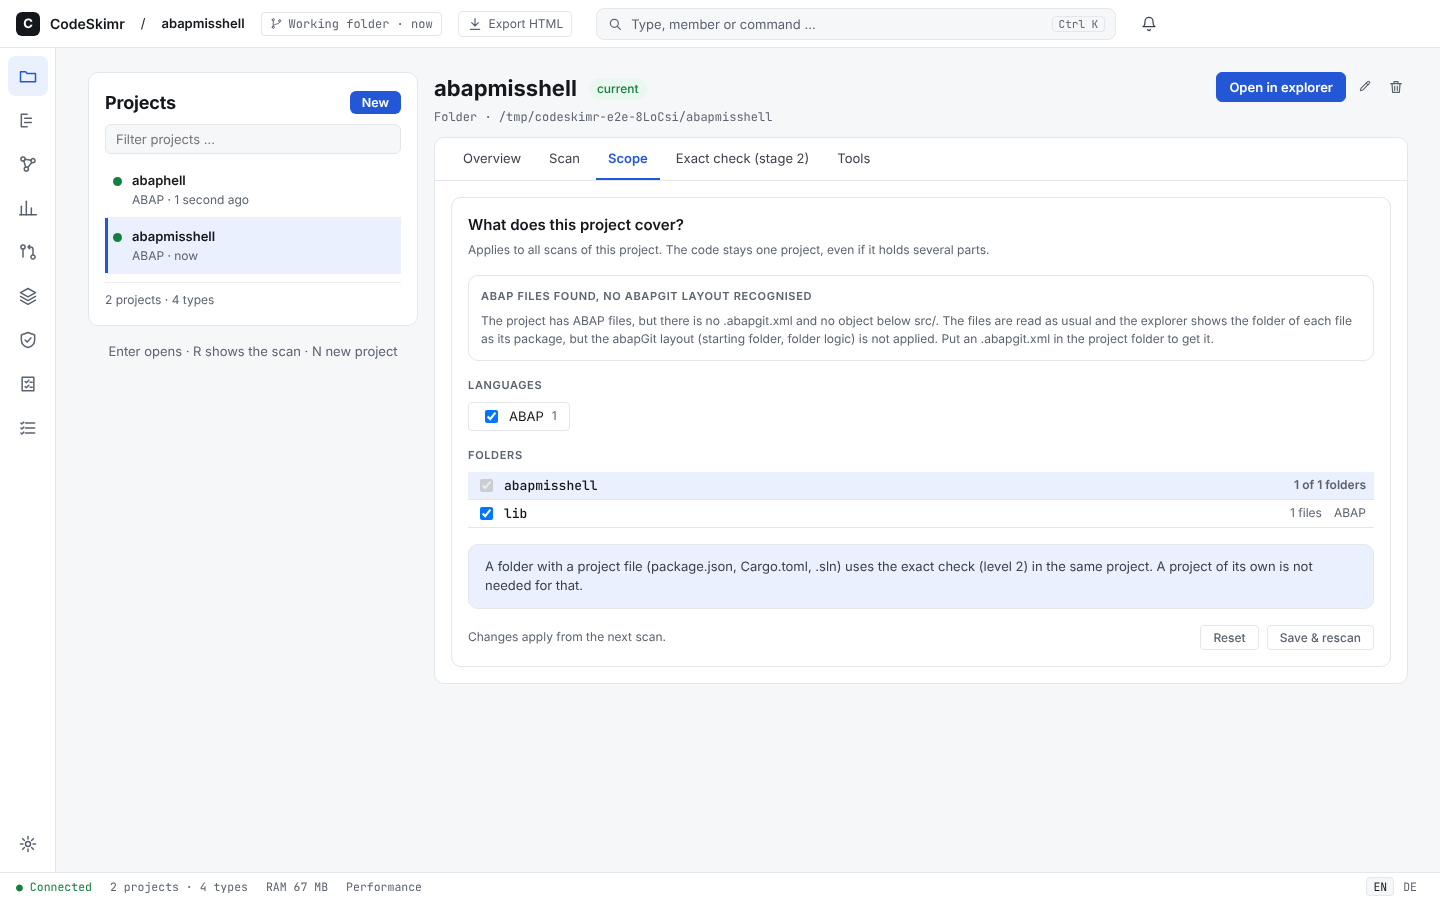 C CodeSkimr / abapmisshell Working folder · now Export HTML Type, member or command ... Ctrl K
Projects New
Filter projects ...
abaphell
ABAP · 1 second ago
abapmisshell
ABAP · now
2 projects · 4 types
Enter opens · R shows the scan · N new project
abapmisshell current Open in explorer
Folder · /tmp/codeskimr-e2e-8LoCsi/abapmisshell
Overview Scan Scope Exact check (stage 2) Tools
What does this project cover?
Applies to all scans of this project. The code stays one project, even if it holds several parts.
ABAP FILES FOUND, NO ABAPGIT LAYOUT RECOGNISED
The project has ABAP files, but there is no .abapgit.xml and no object below src/. The files are read as usual and the explorer shows the folder of each file
as its package, but the abapGit layout (starting folder, folder logic) is not applied. Put an .abapgit.xml in the project folder to get it.
LANGUAGES
ABAP 1
FOLDERS
abapmisshell 1 of 1 folders
lib 1 files ABAP
A folder with a project file (package.json, Cargo.toml, .sln) uses the exact check (level 2) in the same project. A project of its own is not
needed for that.
Changes apply from the next scan. Reset Save & rescan
Connected 2 projects · 4 types RAM 67 MB Performance EN DE